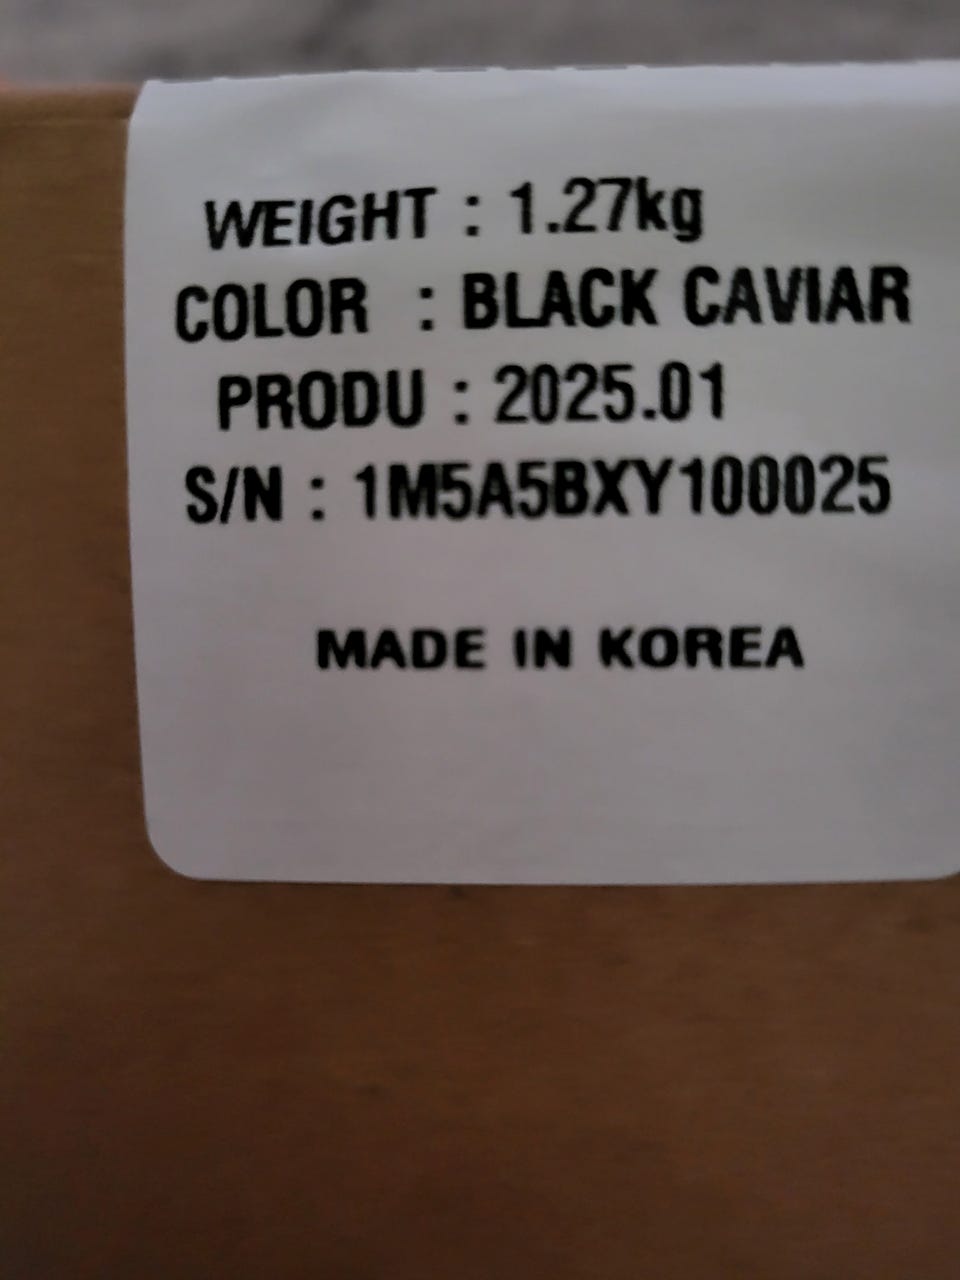 WEIGHT : 1.27kg
COLOR : BLACK CAVIAR
PRODU : 2025.01
S/N : 1M5A5BXY100025
MADE IN KOREA